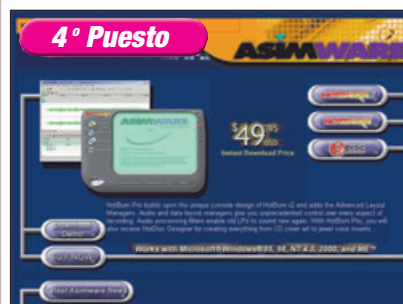 4º Puesto
ASIMWARE
ASIMWARE
$49.95
USD
Instant Download Price
HotBurn Pro builds upon the unique console design of HotBurn v2 and adds the Advanced Layout
Managers. Audio and data layout managers give you unprecedented control over every aspect of
recording. Audio processing filters enable old LPs to sound new again. With HotBurn Pro, you will
also receive HotDisc Designer for creating everything from CD cover art to jewel case inserts.
Download
Demo
BUY NOW
Works with Microsoft®Windows®95, 98, NT 4.0, 2000, and ME™